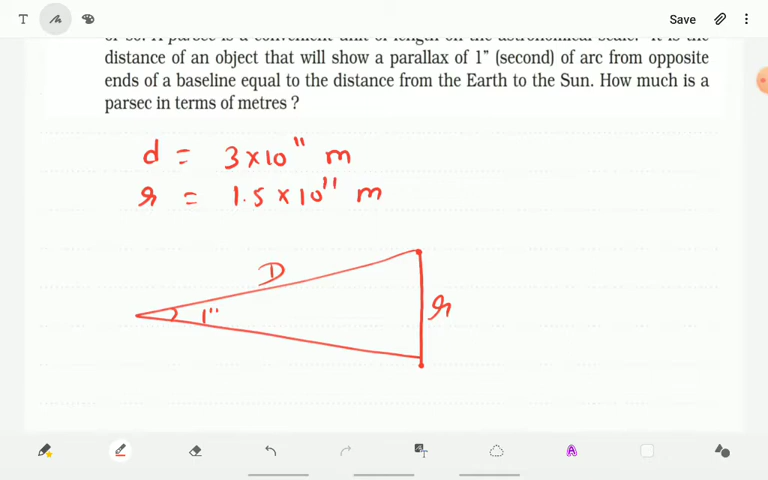 Save
distance of an object that will show a parallax of 1” (second) of arc from opposite
ends of a baseline equal to the distance from the Earth to the Sun. How much is a
parsec in terms of metres ?
d = 3×10¹¹ m
r = 1.5×10¹¹ m
D
1"
r